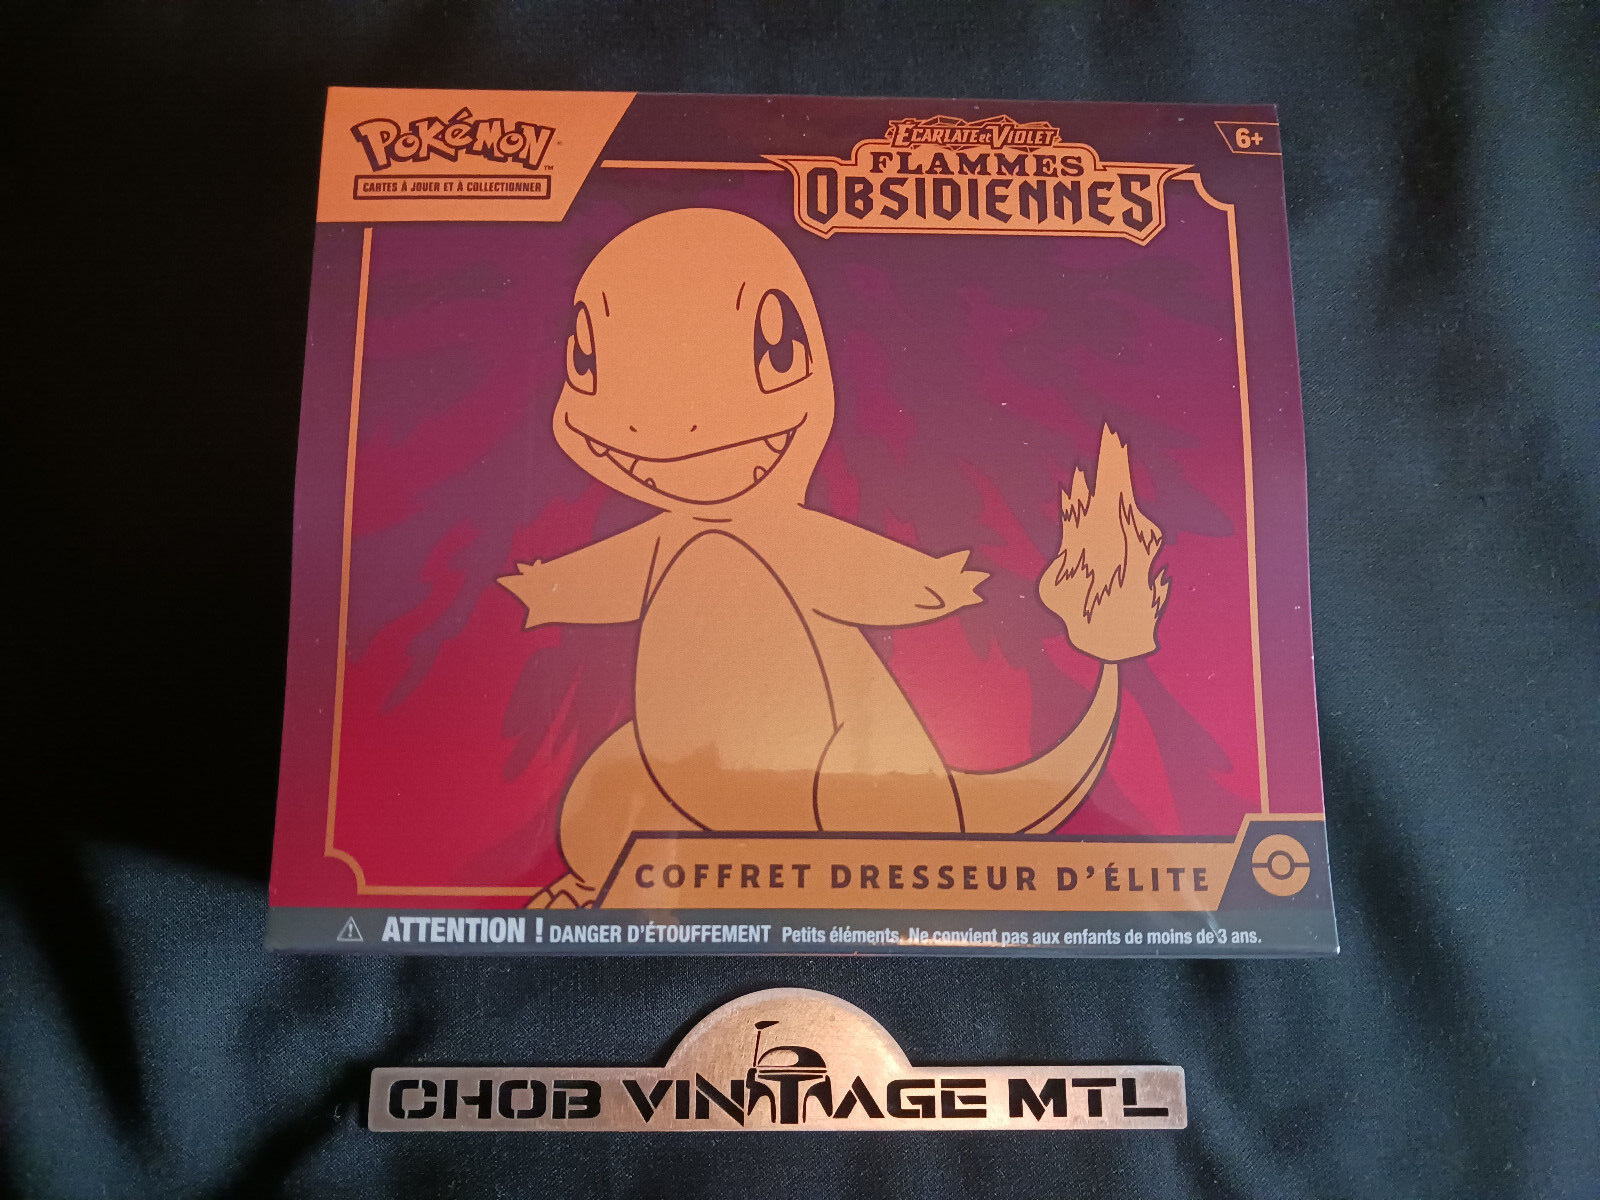 POKÉMON
CARTES À JOUER ET À COLLECTIONNER
ÉCARLATE ET VIOLET
FLAMMES
OBSIDIENNES
6+
COFFRET DRESSEUR D'ÉLITE
ATTENTION ! DANGER D'ÉTOUFFEMENT Petits éléments. Ne convient pas aux enfants de moins de 3 ans.
CHOB VINTAGE MTL